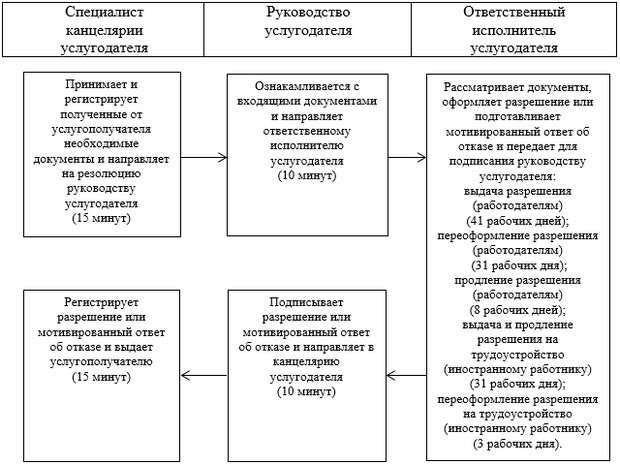 Специалист
канцелярии
услугодателя
Руководство
услугодателя
Ответственный
исполнитель
услугодателя
Принимает и
регистрирует
полученные от
услугополучателя
необходимые
документы и направляет
на резолюцию
руководству
услугодателя
(15 минут)
Ознакамливается с
входящими документами
и направляет
ответственному
исполнителю
услугодателя
(10 минут)
Рассматривает документы,
оформляет разрешение или
подготавливает
мотивированный ответ об
отказе и передает для
подписания руководству
услугодателя:
выдача разрешения
(работодателям)
(41 рабочих дней);
переоформление разрешения
(работодателям)
(31 рабочих дня);
продление разрешения
(работодателям)
(8 рабочих дней);
выдача и продление
разрешения на
трудоустройство
(иностранному работнику)
(31 рабочих дня);
переоформление разрешения
на трудоустройство
(иностранному работнику)
(3 рабочих дня).
Подписывает
разрешение или
мотивированный ответ
об отказе и направляет в
канцелярию
услугодателя
(10 минут)
Регистрирует
разрешение или
мотивированный ответ
об отказе и выдает
услугополучателю
(15 минут)